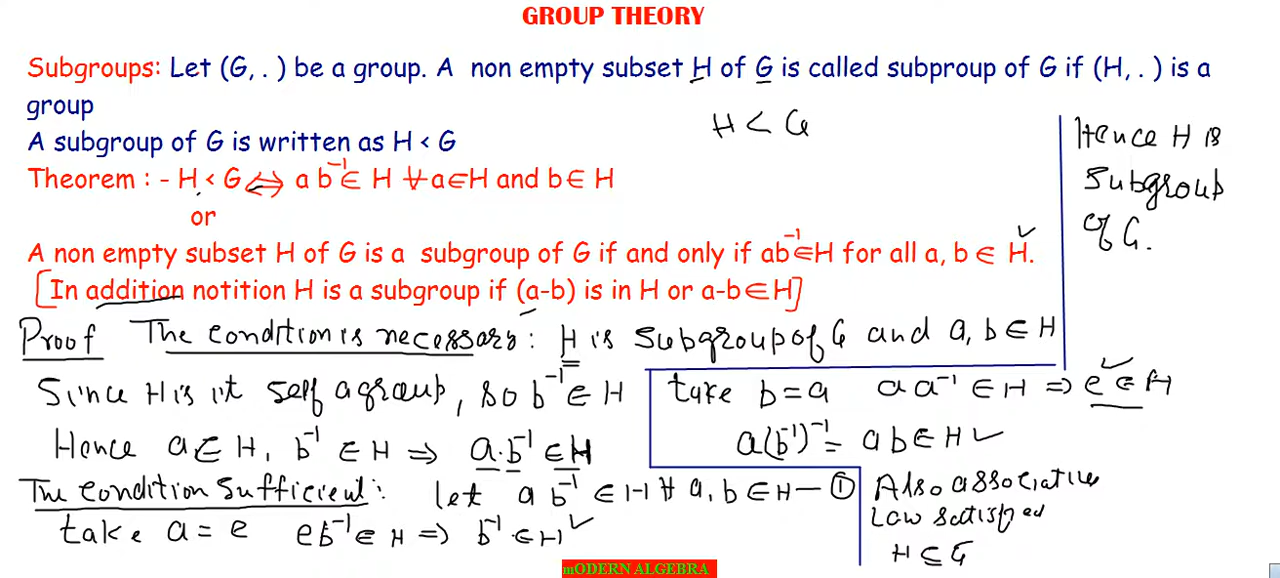 GROUP THEORY
Subgroups: Let (G, . ) be a group. A non empty subset H of G is called subproup of G if (H, . ) is a
group
A subgroup of G is written as H < G
H < G
Theorem : - H < G ⇔ a b⁻¹ ∈ H ∀ a ∈ H and b ∈ H
or
A non empty subset H of G is a subgroup of G if and only if ab⁻¹ ∈ H for all a, b ∈ H. ✓
[In addition notition H is a subgroup if (a-b) is in H or a-b ∈ H]
Hence H is
Subgroup
of G.
Proof The condition is necessary: H is subgroup of G and a, b ∈ H
Since H is it self a group, so b⁻¹ ∈ H
Hence a ∈ H, b⁻¹ ∈ H ⇒ a.b⁻¹ ∈ H
The condition sufficient: let a b⁻¹ ∈ H ∀ a, b ∈ H — ①
take a = e eb⁻¹ ∈ H ⇒ b⁻¹ ∈ H ✓
take b = a a a⁻¹ ∈ H ⇒ e ∈ H ✓
a(b⁻¹)⁻¹ = ab ∈ H ✓
Also associative
Law satisfied
H ⊆ G
mODERN ALGEBRA